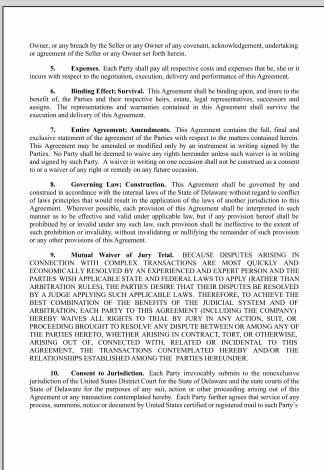 Owner, or any breach by the Seller or any Owner of any covenant, acknowledgement, undertaking
or agreement of the Seller or any Owner set forth herein.
5. Expenses. Each Party shall pay all respective costs and expenses that he, she or it
incurs with respect to the negotiation, execution, delivery and performance of this Agreement.
6. Binding Effect; Survival. This Agreement shall be binding upon, and inure to the
benefit of, the Parties and their respective heirs, estate, legal representatives, successors and
assigns. The representations and warranties contained in this Agreement shall survive the
execution and delivery of this Agreement.
7. Entire Agreement; Amendments. This Agreement contains the full, final and
exclusive statement of the agreement of the Parties with respect to the matters contained herein.
This Agreement may be amended or modified only by an instrument in writing signed by the
Parties. No Party shall be deemed to waive any rights hereunder unless such waiver is in writing
and signed by such Party. A waiver in writing on one occasion shall not be construed as a consent
to or a waiver of any right or remedy on any future occasion.
8. Governing Law; Construction. This Agreement shall be governed by and
construed in accordance with the internal laws of the State of Delaware without regard to conflict
of laws principles that would result in the application of the laws of another jurisdiction to this
Agreement. Wherever possible, each provision of this Agreement shall be interpreted in such
manner as to be effective and valid under applicable law, but if any provision hereof shall be
prohibited by or invalid under any such law, such provision shall be ineffective to the extent of
such prohibition or invalidity, without invalidating or nullifying the remainder of such provision
or any other provisions of this Agreement.
9. Mutual Waiver of Jury Trial. BECAUSE DISPUTES ARISING IN
CONNECTION WITH COMPLEX TRANSACTIONS ARE MOST QUICKLY AND
ECONOMICALLY RESOLVED BY AN EXPERIENCED AND EXPERT PERSON AND THE
PARTIES WISH APPLICABLE STATE AND FEDERAL LAWS TO APPLY (RATHER THAN
ARBITRATION RULES), THE PARTIES DESIRE THAT THEIR DISPUTES BE RESOLVED
BY A JUDGE APPLYING SUCH APPLICABLE LAWS. THEREFORE, TO ACHIEVE THE
BEST COMBINATION OF THE BENEFITS OF THE JUDICIAL SYSTEM AND OF
ARBITRATION, EACH PARTY TO THIS AGREEMENT (INCLUDING THE COMPANY)
HEREBY WAIVES ALL RIGHTS TO TRIAL BY JURY IN ANY ACTION, SUIT, OR
PROCEEDING BROUGHT TO RESOLVE ANY DISPUTE BETWEEN OR AMONG ANY OF
THE PARTIES HERETO, WHETHER ARISING IN CONTRACT, TORT, OR OTHERWISE,
ARISING OUT OF, CONNECTED WITH, RELATED OR INCIDENTAL TO THIS
AGREEMENT, THE TRANSACTIONS CONTEMPLATED HEREBY AND/OR THE
RELATIONSHIPS ESTABLISHED AMONG THE PARTIES HEREUNDER.
10. Consent to Jurisdiction. Each Party irrevocably submits to the nonexclusive
jurisdiction of the United States District Court for the State of Delaware and the state courts of the
State of Delaware for the purposes of any suit, action or other proceeding arising out of this
Agreement or any transaction contemplated hereby. Each Party further agrees that service of any
process, summons, notice or document by United States certified or registered mail to such Party's